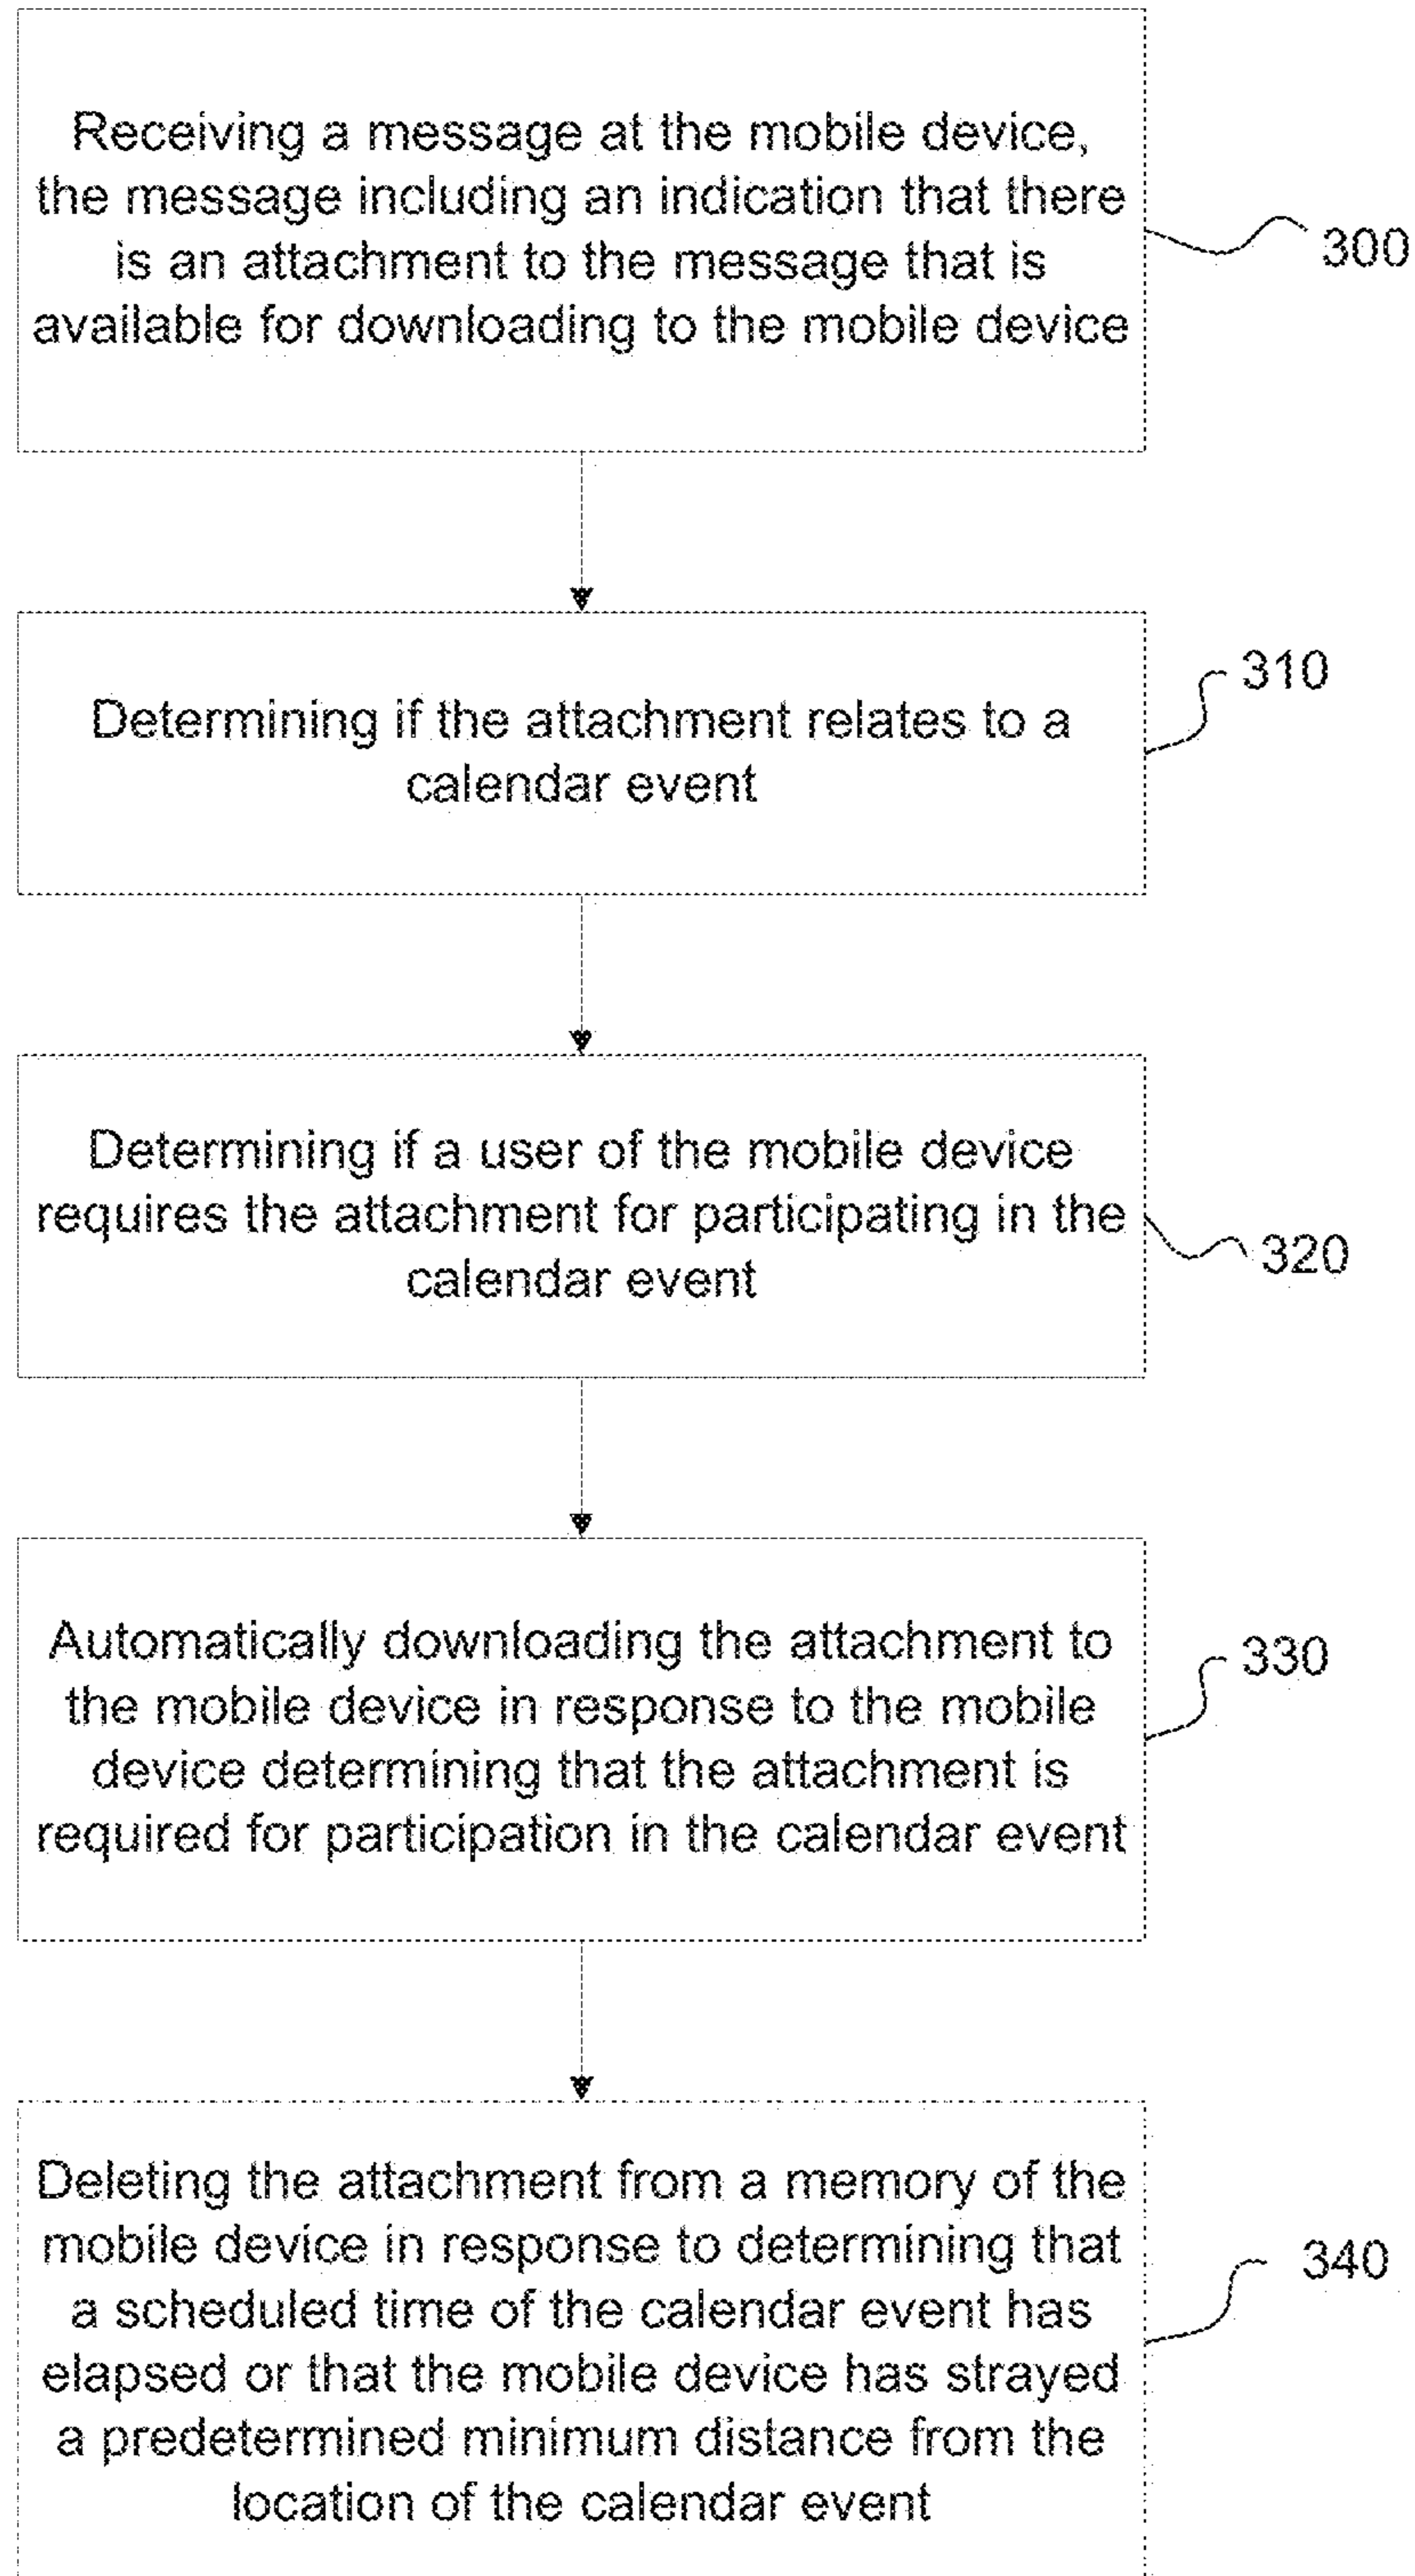 Receiving a message at the mobile device,
the message including an indication that there
is an attachment to the message that is
available for downloading to the mobile device
300
Determining if the attachment relates to a
calendar event
310
Determining if a user of the mobile device
requires the attachment for participating in the
calendar event
320
Automatically downloading the attachment to
the mobile device in response to the mobile
device determining that the attachment is
required for participation in the calendar event
330
Deleting the attachment from a memory of the
mobile device in response to determining that
a scheduled time of the calendar event has
elapsed or that the mobile device has strayed
a predetermined minimum distance from the
location of the calendar event
340